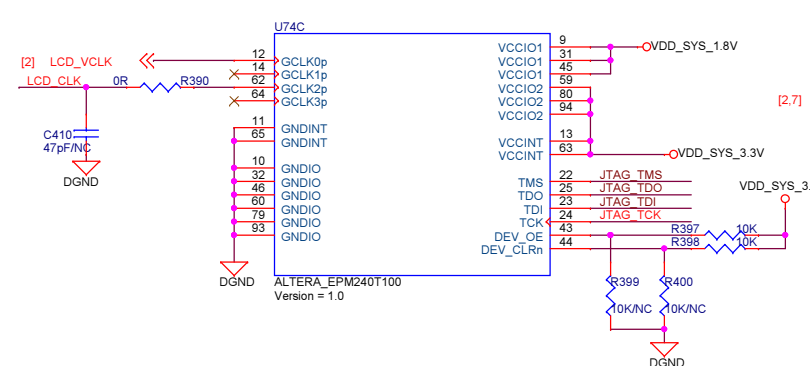 U74C
[2] LCD_VCLK
LCD_CLK
0R
R390
C410
47pF/NC
DGND
12 GCLK0p
14 GCLK1p
62 GCLK2p
64 GCLK3p
11 GNDINT
65 GNDINT
10 GNDIO
32 GNDIO
46 GNDIO
60 GNDIO
79 GNDIO
93 GNDIO
DGND
VCCIO1 9
VCCIO1 31
VCCIO1 45
VCCIO2 59
VCCIO2 80
VCCIO2 94
VCCINT 13
VCCINT 63
TMS 22 JTAG_TMS
TDO 25 JTAG_TDO
TDI 23 JTAG_TDI
TCK 24 JTAG_TCK
DEV_OE 43
DEV_CLRn 44
VDD_SYS_1.8V
[2,7]
VDD_SYS_3.3V
VDD_SYS_3.
R397 10K
R398 10K
R399
10K/NC
R400
10K/NC
DGND
ALTERA_EPM240T100
Version = 1.0